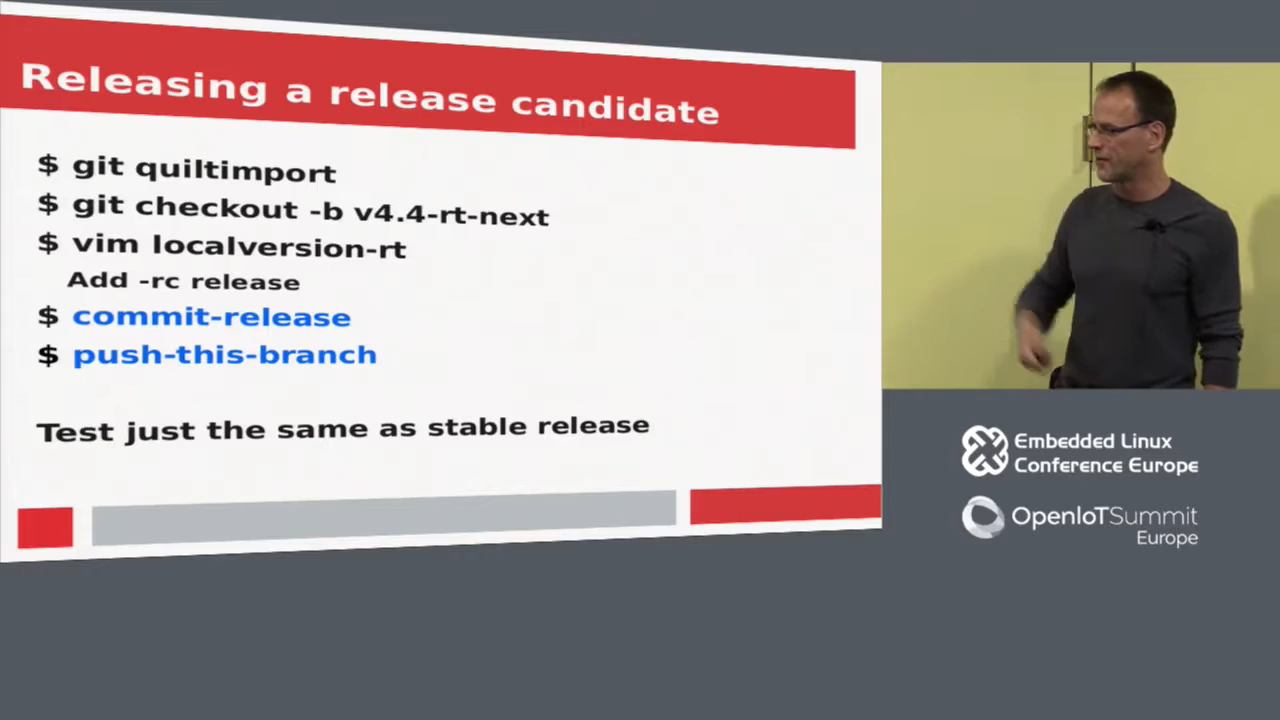 Releasing a release candidate
$ git quiltimport
$ git checkout -b v4.4-rt-next
$ vim localversion-rt
Add -rc release
$ commit-release
$ push-this-branch
Test just the same as stable release
Embedded Linux
Conference Europe
OpenIoTSummit
Europe